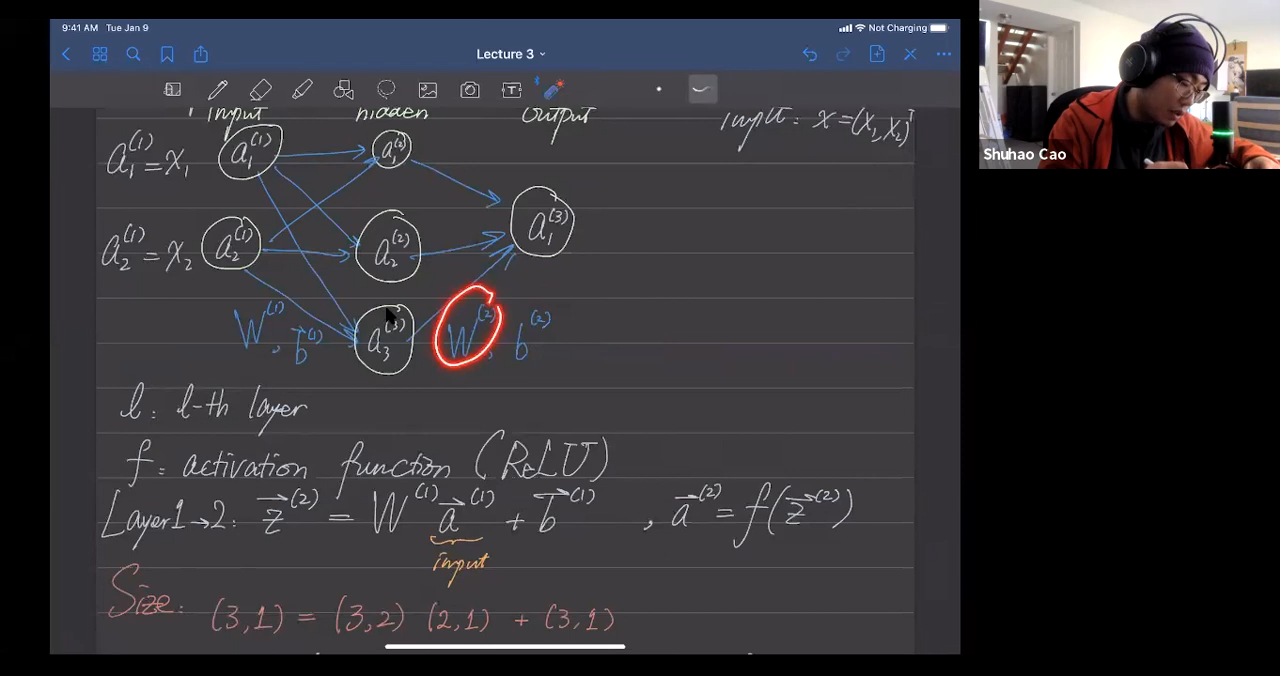 9:41 AM Tue Jan 9
Not Charging
Lecture 3
T
input hidden output
input: x = (x₁, x₂)ᵀ
a₁⁽¹⁾ = x₁ a₁⁽¹⁾ a₁⁽²⁾
a₂⁽¹⁾ = x₂ a₂⁽¹⁾ a₂⁽²⁾ a₁⁽³⁾
W⁽¹⁾, b⃗⁽¹⁾ a₃⁽³⁾ W⁽²⁾, b⁽²⁾
l: l-th layer
f: activation function (ReLU)
Layer 1→2: z⃗⁽²⁾ = W⁽¹⁾ a⃗⁽¹⁾ + b⃗⁽¹⁾ , a⃗⁽²⁾ = f(z⃗⁽²⁾)
input
Size: (3,1) = (3,2) (2,1) + (3,1)
Shuhao Cao